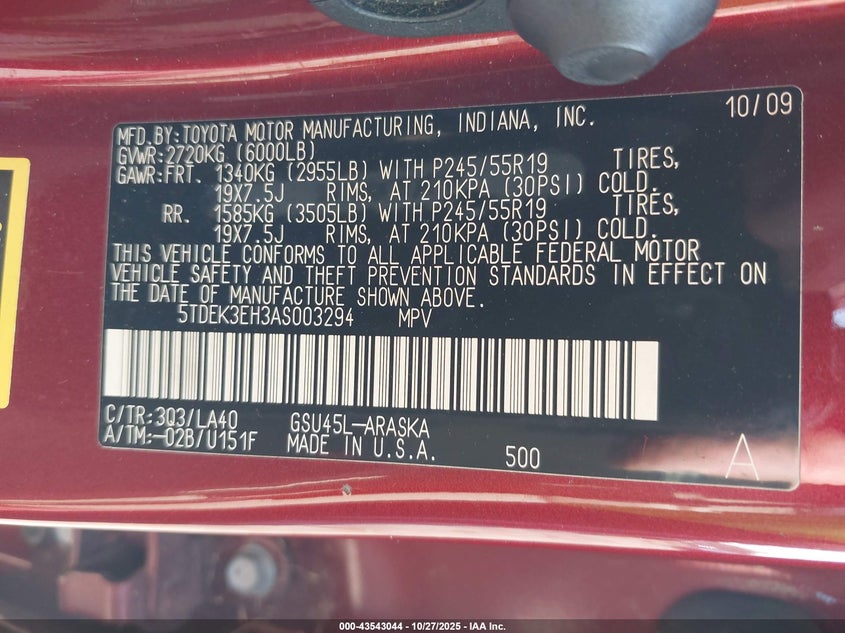 10/09
MFD.BY:TOYOTA MOTOR MANUFACTURING, INDIANA, INC.
GVWR:2720KG (6000LB)
GAWR:FRT. 1340KG (2955LB) WITH P245/55R19 TIRES,
19X7.5J RIMS, AT 210KPA (30PSI) COLD.
RR. 1585KG (3505LB) WITH P245/55R19 TIRES,
19X7.5J RIMS, AT 210KPA (30PSI) COLD.
THIS VEHICLE CONFORMS TO ALL APPLICABLE FEDERAL MOTOR
VEHICLE SAFETY AND THEFT PREVENTION STANDARDS IN EFFECT ON
THE DATE OF MANUFACTURE SHOWN ABOVE.
5TDEK3EH3AS003294 MPV
C/TR:3Q3/LA40 GSU45L-ARASKA
A/TM:-02B/U151F MADE IN U.S.A. 500 A
000-43543044 - 10/27/2025 - IAA Inc.